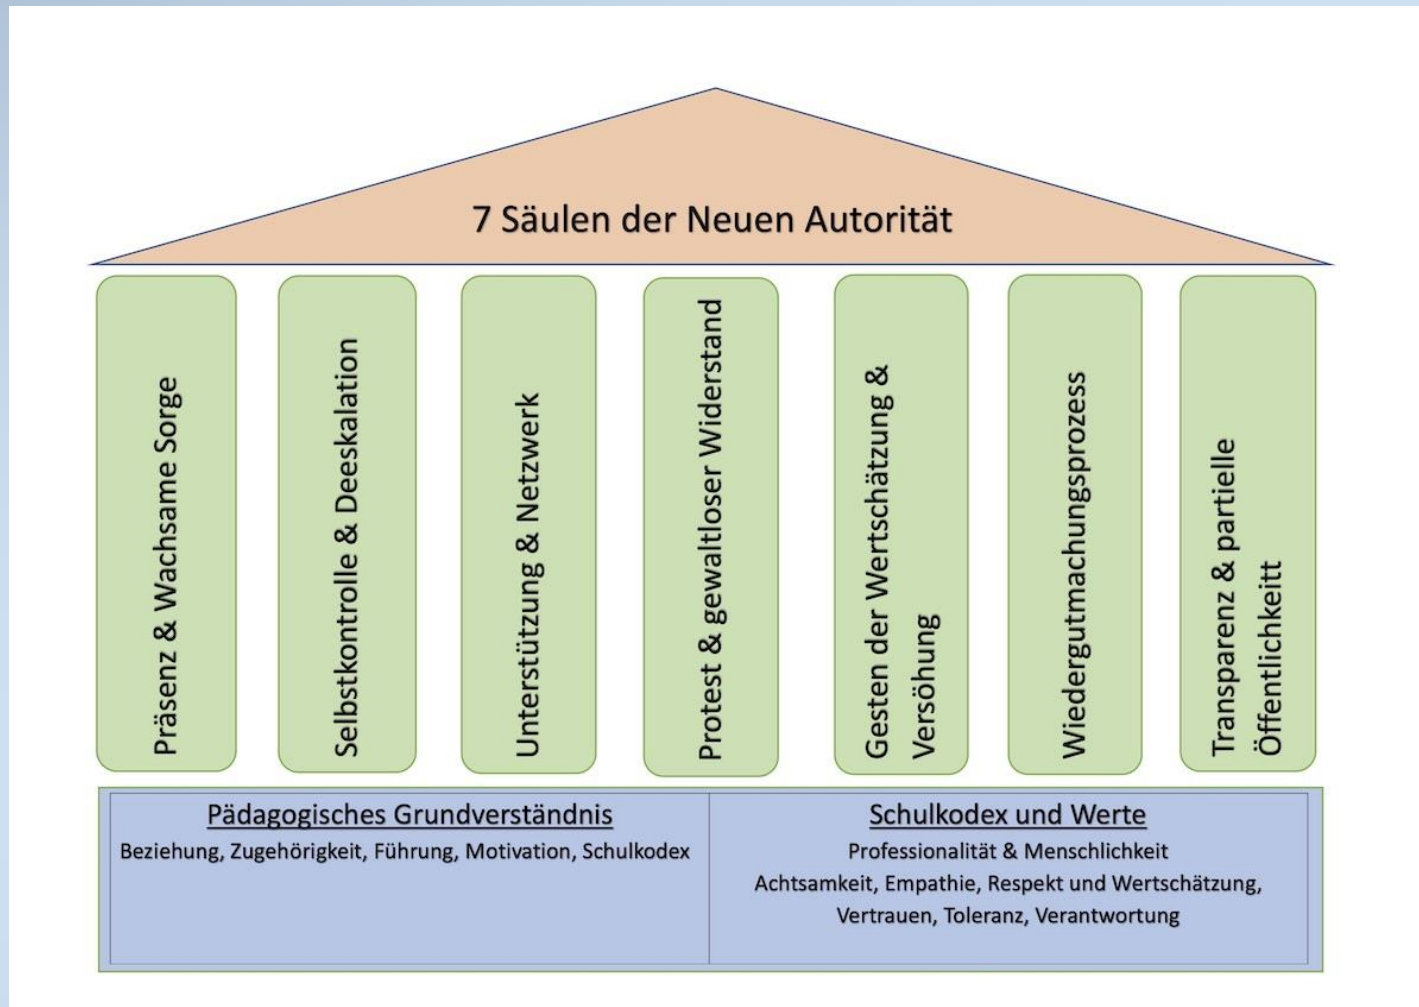 7 Säulen der Neuen Autorität
Präsenz & Wachsame Sorge
Selbstkontrolle & Deeskalation
Unterstützung & Netzwerk
Protest & gewaltloser Widerstand
Gesten der Wertschätzung &
Versöhung
Wiedergutmachungsprozess
Transparenz & partielle
Öffentlichkeitt
Pädagogisches Grundverständnis
Beziehung, Zugehörigkeit, Führung, Motivation, Schulkodex
Schulkodex und Werte
Professionalität & Menschlichkeit
Achtsamkeit, Empathie, Respekt und Wertschätzung,
Vertrauen, Toleranz, Verantwortung